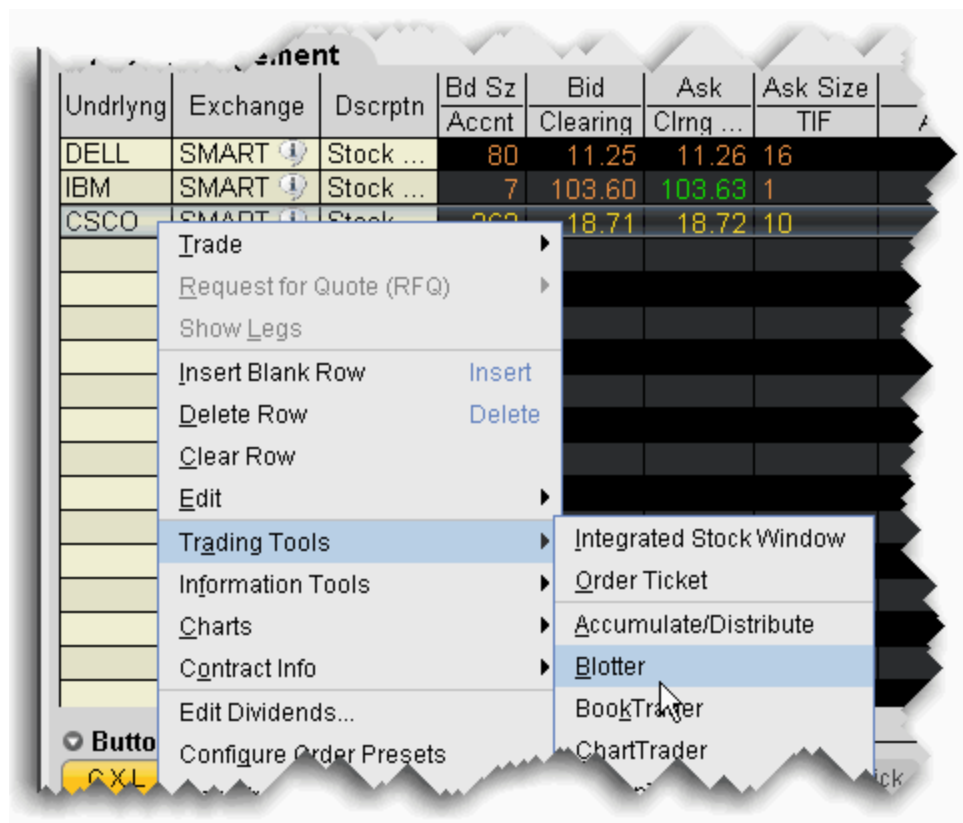 Undrlyng Exchange Dscrptn Bd Sz Bid Ask Ask Size
Accnt Clearing Clrng ... TIF
DELL SMART Stock ... 80 11.25 11.26 16
IBM SMART Stock ... 7 103.60 103.63 1
CSCO SMART Stock 18.71 18.72 10
Trade
Request for Quote (RFQ)
Show Legs
Insert Blank Row Insert
Delete Row Delete
Clear Row
Edit
Trading Tools
Integrated Stock Window
Order Ticket
Information Tools
Charts
Accumulate/Distribute
Contract Info
Blotter
Edit Dividends...
BookTrader
Configure Order Presets
ChartTrader
CXL